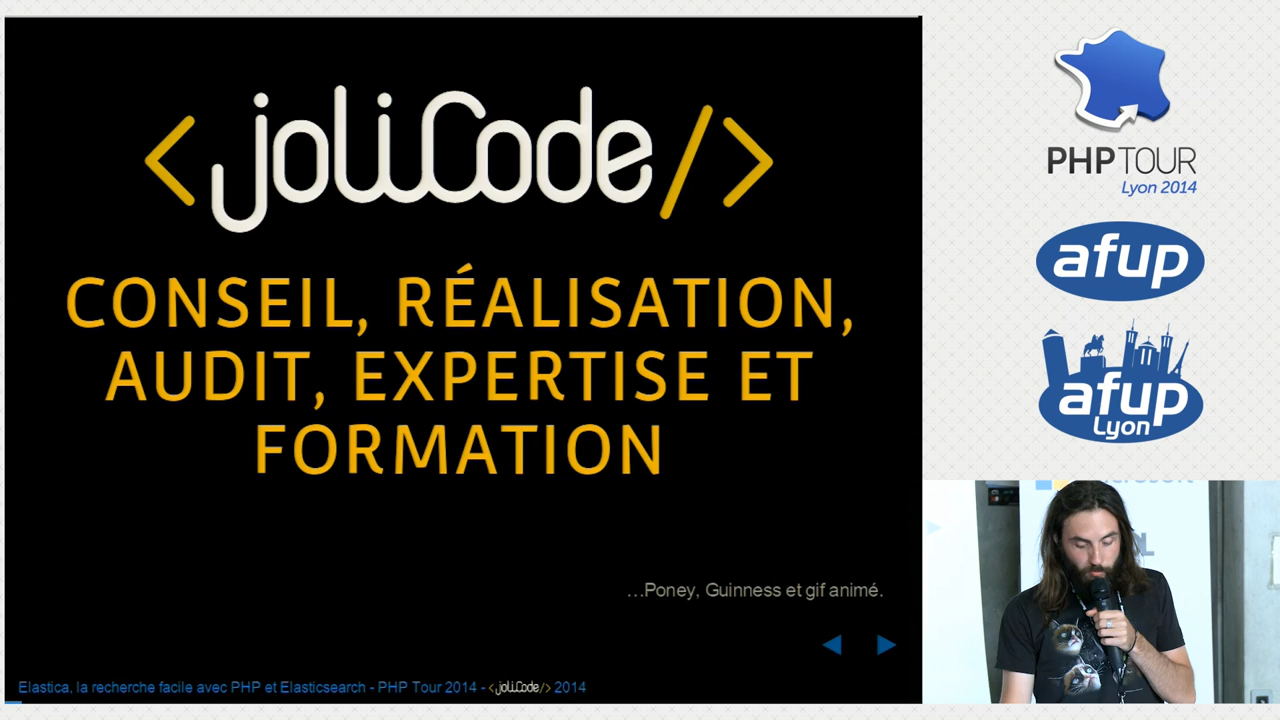 <joliCode/>
CONSEIL, RÉALISATION,
AUDIT, EXPERTISE ET
FORMATION
…Poney, Guinness et gif animé.
Elastica, la recherche facile avec PHP et Elasticsearch - PHP Tour 2014 - <joliCode/> 2014
PHP TOUR
Lyon 2014
afup
afup
Lyon